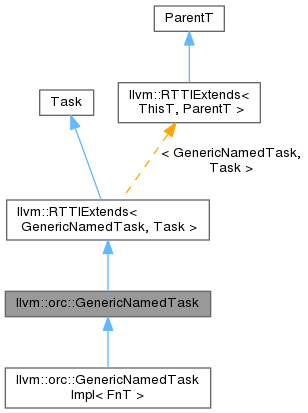 ParentT
Task
llvm::RTTIExtends<
ThisT, ParentT >
< GenericNamedTask,
Task >
llvm::RTTIExtends<
GenericNamedTask, Task >
llvm::orc::GenericNamedTask
llvm::orc::GenericNamedTask
Impl< FnT >